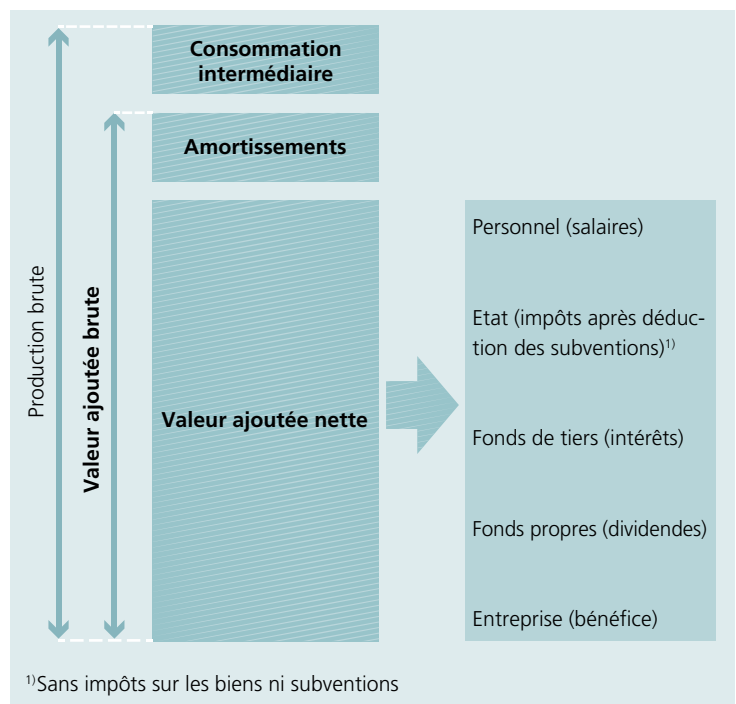 Consommation
intermédiaire
Amortissements
Production brute
Valeur ajoutée brute
Valeur ajoutée nette
Personnel (salaires)
Etat (impôts après déduc-
tion des subventions)1)
Fonds de tiers (intérêts)
Fonds propres (dividendes)
Entreprise (bénéfice)
1)Sans impôts sur les biens ni subventions